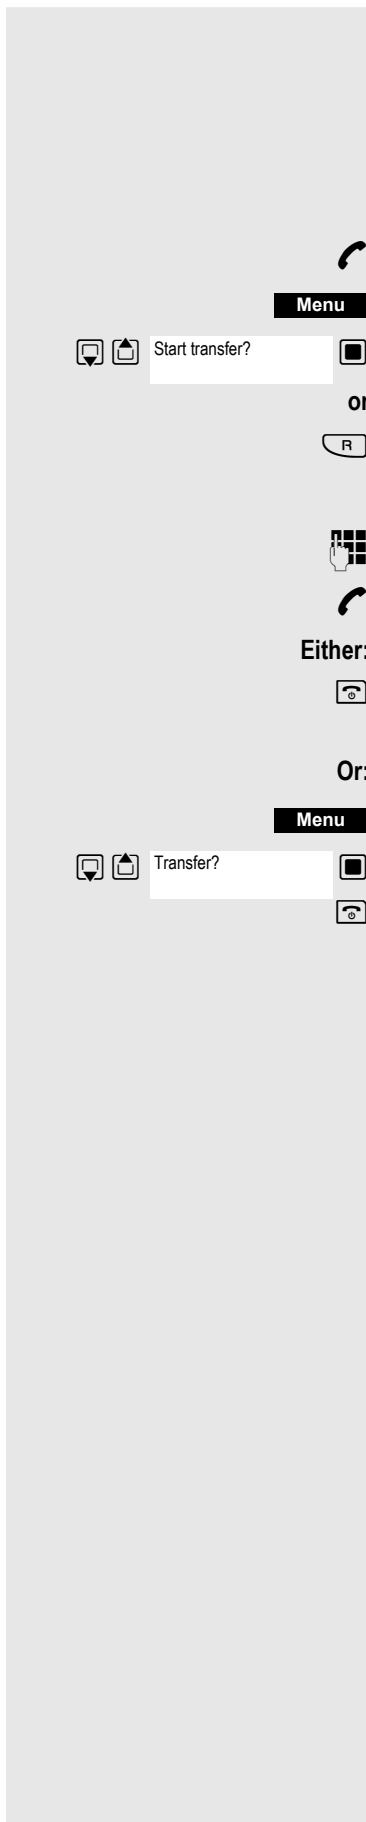 Menu
Start transfer?
or
R
Either:
Or:
Menu
Transfer?